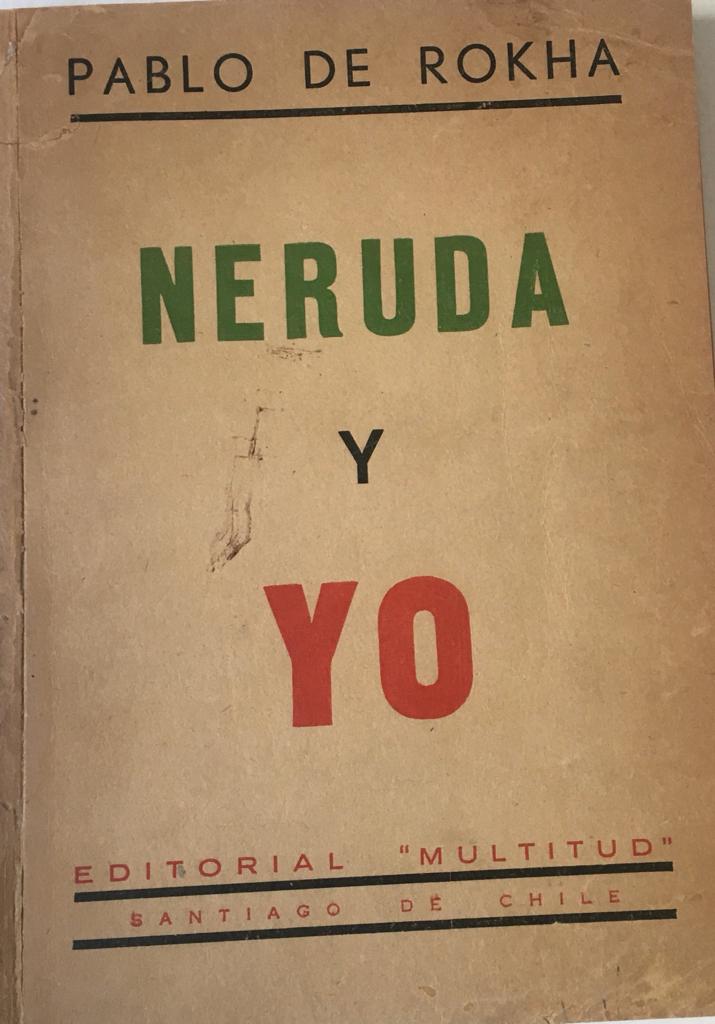 PABLO DE ROKHA
NERUDA
Y
YO
EDITORIAL "MULTITUD"
SANTIAGO DE CHILE